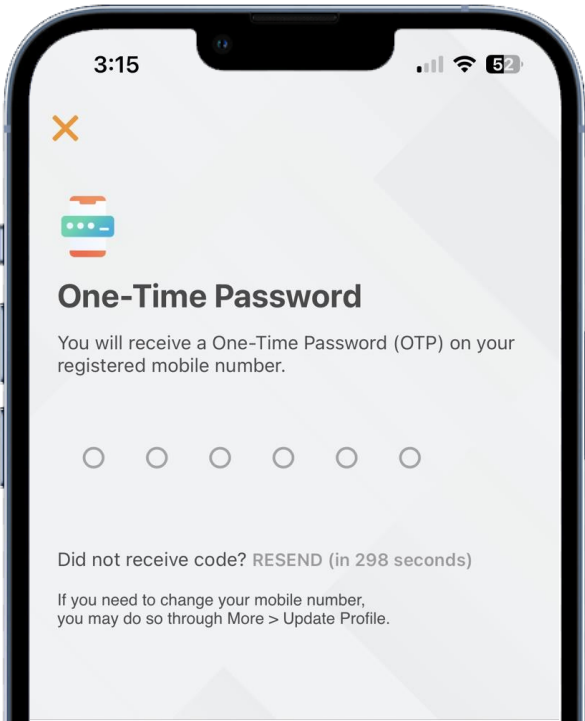 3:15
52
One-Time Password
You will receive a One-Time Password (OTP) on your
registered mobile number.
Did not receive code? RESEND (in 298 seconds)
If you need to change your mobile number,
you may do so through More > Update Profile.